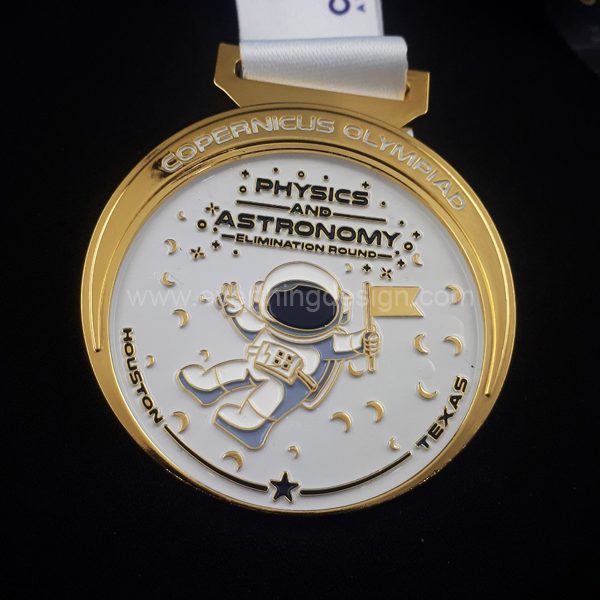 COPERNICUS OLYMPIAD
PHYSICS
AND
ASTRONOMY
ELIMINATION ROUND
HOUSTON
TEXAS